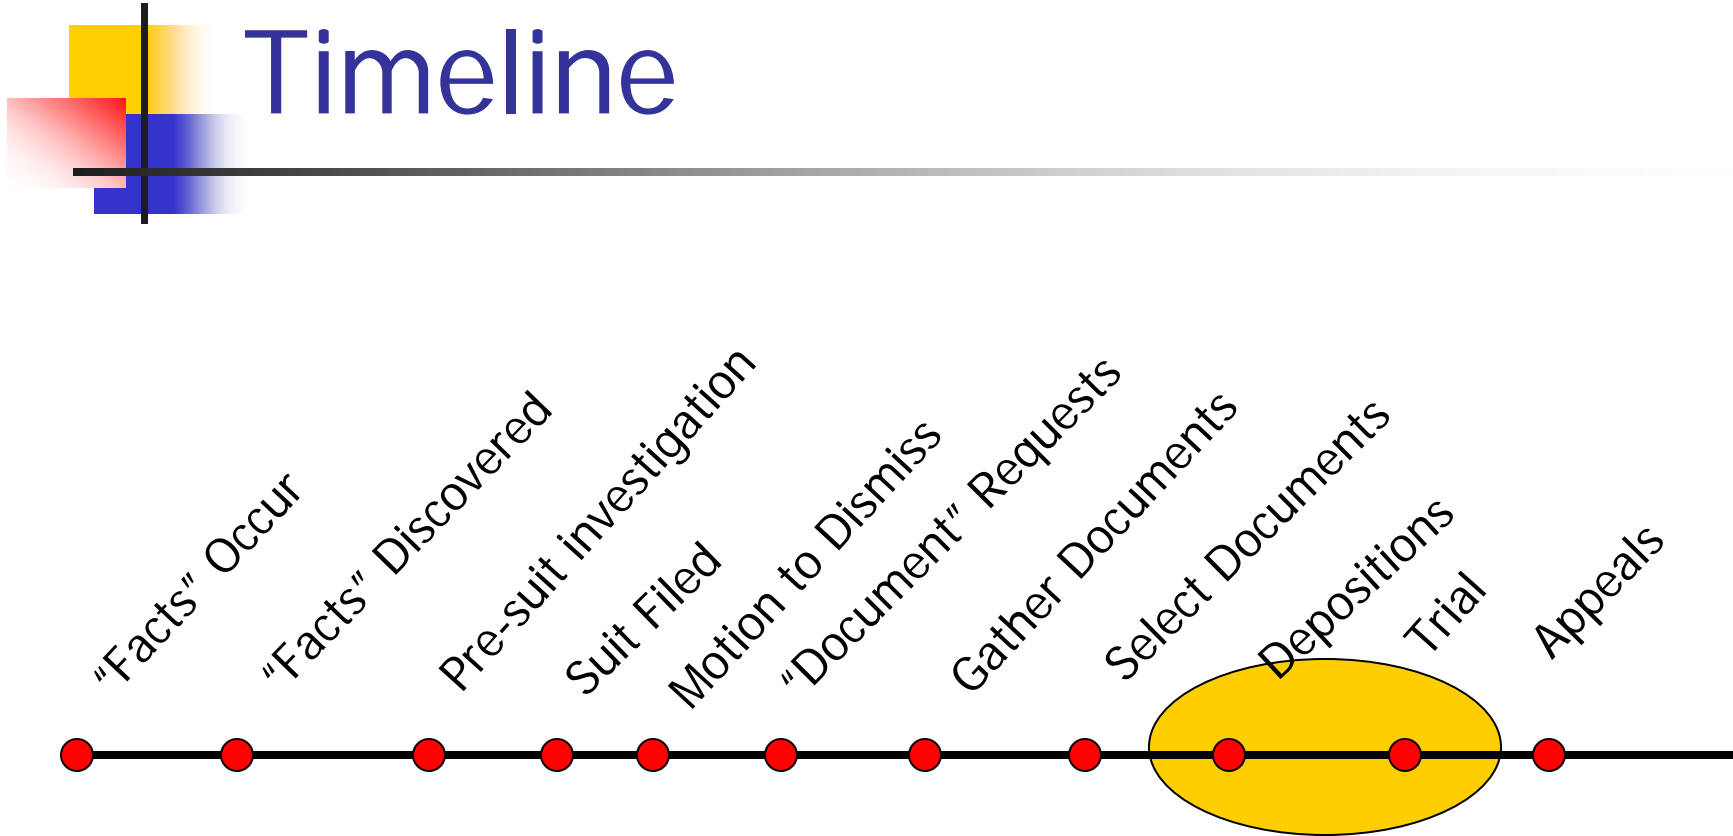 Timeline
"Facts" Occur
"Facts" Discovered
Pre-suit investigation
Suit Filed
Motion to Dismiss
"Document" Requests
Gather Documents
Select Documents
Depositions
Trial
Appeals